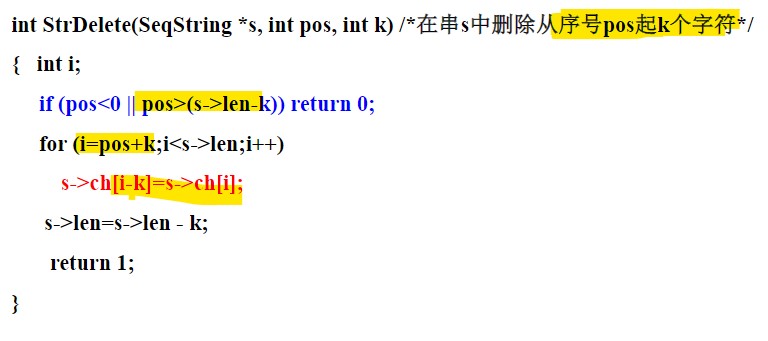 int StrDelete(SeqString *s, int pos, int k) /*在串s中删除从序号pos起k个字符*/
{ int i;
if (pos<0 || pos>(s->len-k)) return 0;
for (i=pos+k;i<s->len;i++)
s->ch[i-k]=s->ch[i];
s->len=s->len - k;
return 1;
}